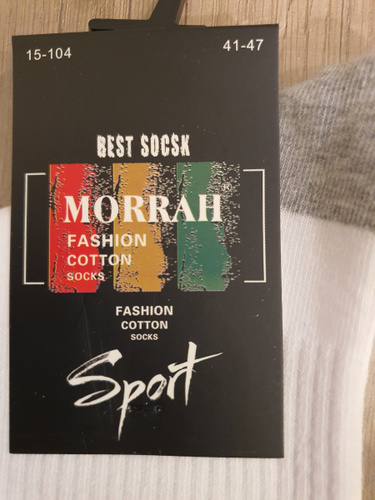 15-104 41-47
BEST SOCSK
MORRAH®
FASHION
COTTON
SOCKS
FASHION
COTTON
SOCKS
Sport